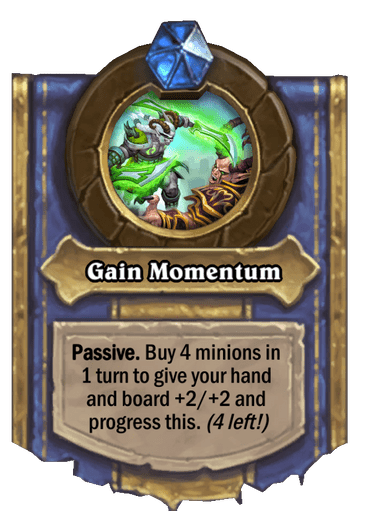 Gain Momentum
Passive. Buy 4 minions in
1 turn to give your hand
and board +2/+2 and
progress this. (4 left!)